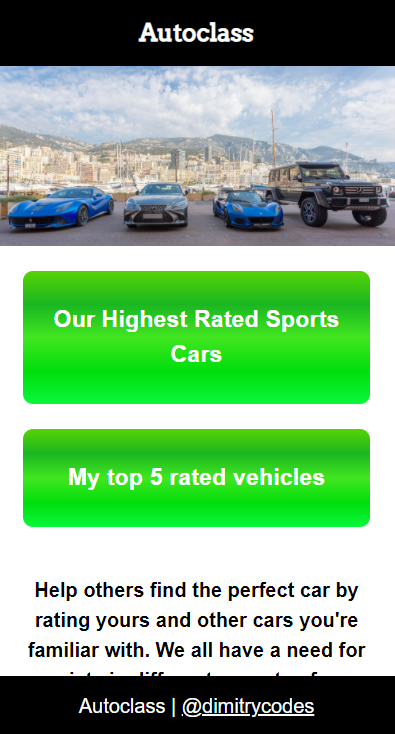 Autoclass
Our Highest Rated Sports
Cars
My top 5 rated vehicles
Help others find the perfect car by
rating yours and other cars you're
familiar with. We all have a need for
Autoclass | @dimitrycodes